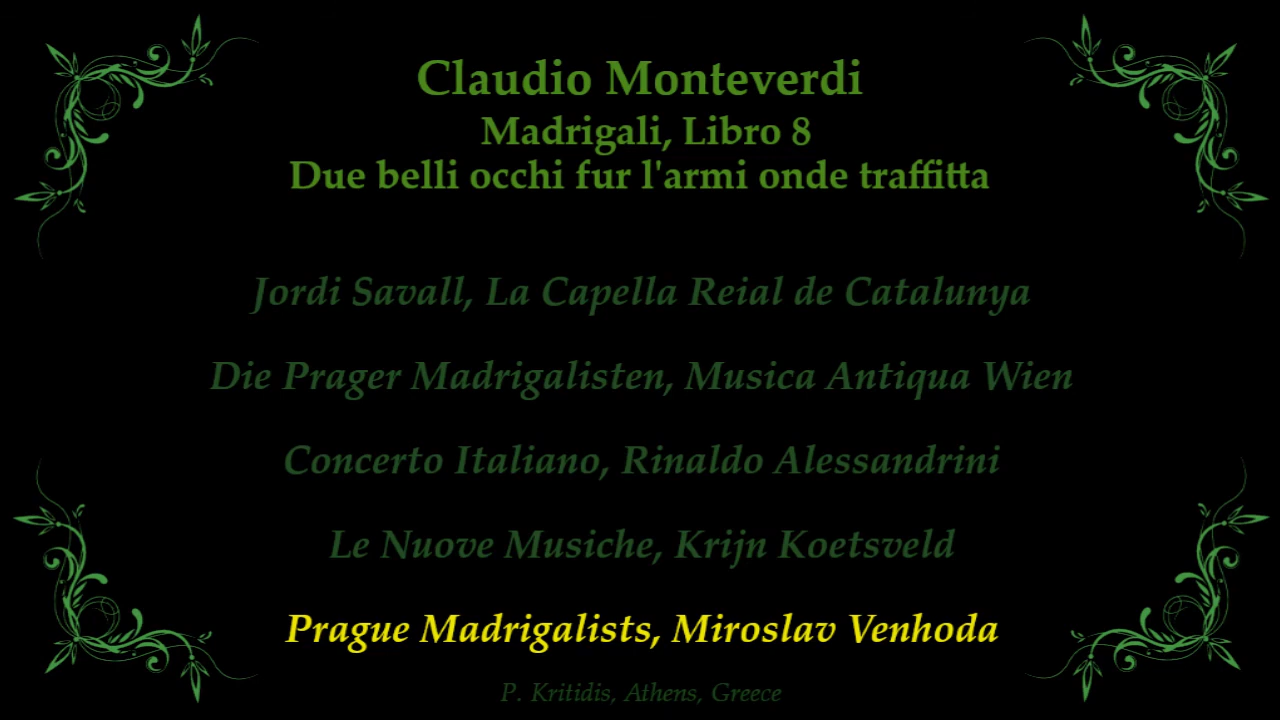 Claudio Monteverdi
Madrigali, Libro 8
Due belli occhi fur l'armi onde traffitta
Jordi Savall, La Capella Reial de Catalunya
Die Prager Madrigalisten, Musica Antiqua Wien
Concerto Italiano, Rinaldo Alessandrini
Le Nuove Musiche, Krijn Koetsveld
Prague Madrigalists, Miroslav Venhoda
P. Kritidis, Athens, Greece